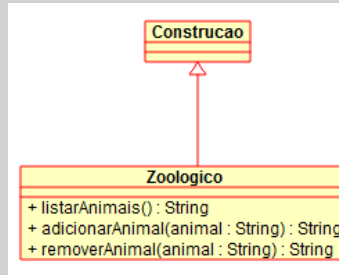 Construcao
Zoologico
+ listarAnimais() : String
+ adicionarAnimal(animal : String) : String
+ removerAnimal(animal : String) : String